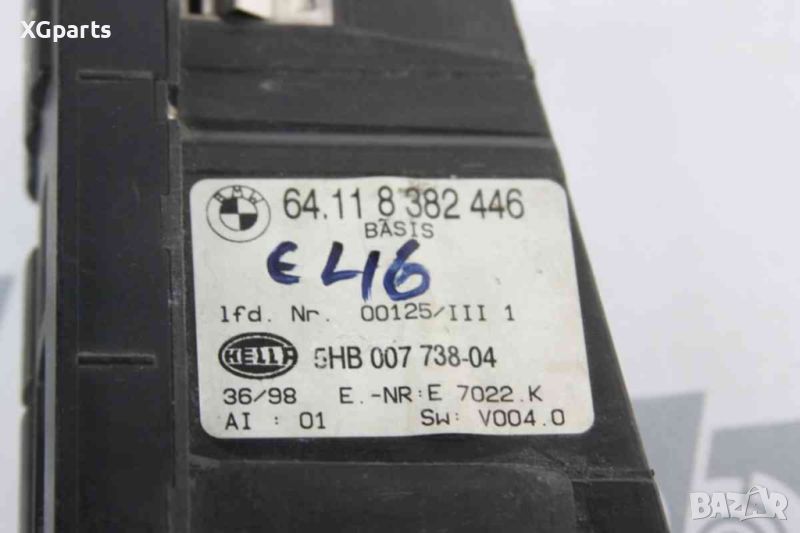 XGparts
BMW
64.11 8 382 446
BASIS
E46
lfd. Nr. 00125/III 1
HELLA
5HB 007 738-04
36/98 E.-NR:E 7022.K
AI : 01 SW: V004.0
BAZAR